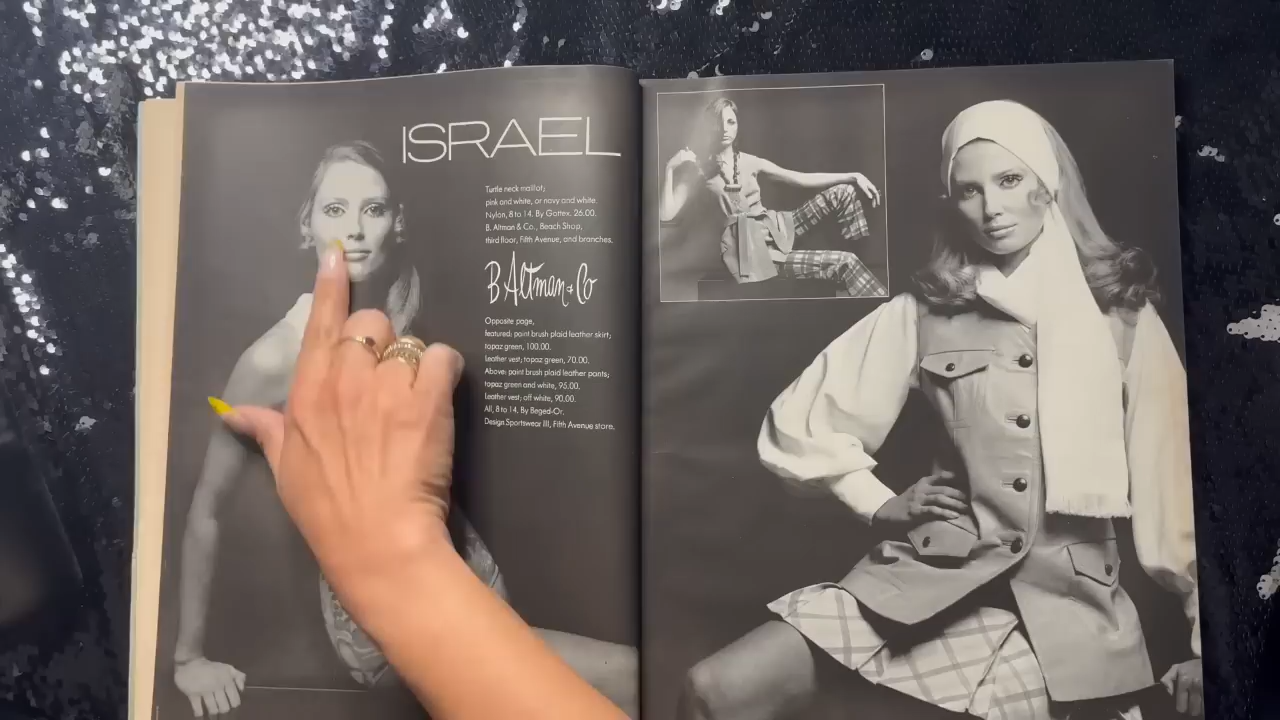 ISRAEL
Turtle neck maillot;
pink and white, or navy and white.
Nylon, 8 to 14. By Gottex. 26.00.
B. Altman & Co., Beach Shop,
third floor, Fifth Avenue, and branches.
B Altman & Co
Opposite page,
featured: paint brush plaid leather skirt;
topaz green, 100.00.
Leather vest; topaz green, 70.00.
Above: paint brush plaid leather pants;
topaz green and white, 95.00.
Leather vest; off white, 90.00.
All, 8 to 14. By Beged-Or.
Design Sportswear III, Fifth Avenue store.